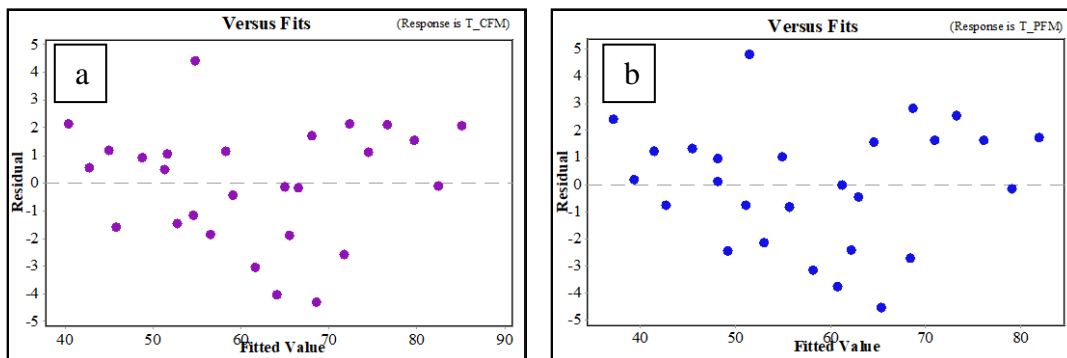 Versus Fits
(Response is T_CFM)
a
5
4
3
2
1
0
-1
-2
-3
-4
-5
Residual
40 50 60 70 80 90
Fitted Value
Versus Fits
(Response is T_PFM)
b
5
4
3
2
1
0
-1
-2
-3
-4
-5
Residual
40 50 60 70 80
Fitted Value